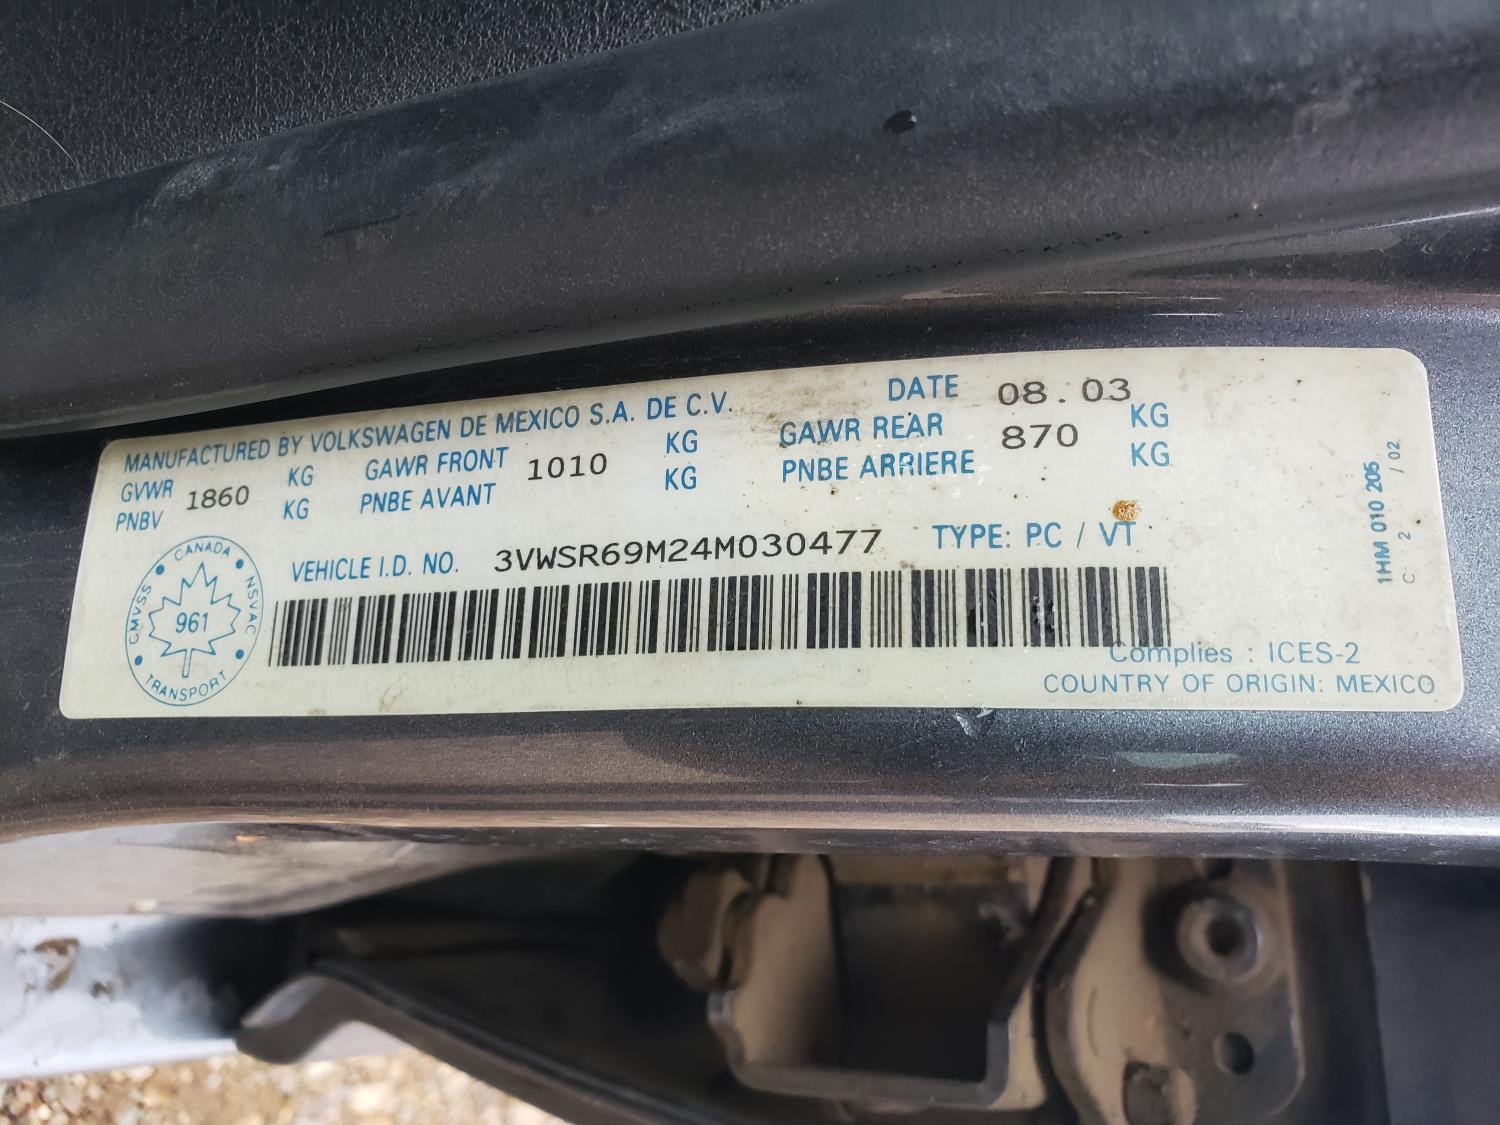 MANUFACTURED BY VOLKSWAGEN DE MEXICO S.A. DE C.V. DATE 08.03
GVWR 1860 KG GAWR FRONT 1010 KG GAWR REAR 870 KG
PNBV KG PNBE AVANT KG PNBE ARRIERE KG
VEHICLE I.D. NO. 3VWSR69M24M030477 TYPE: PC / VT
CANADA
CMVSS NSVAC
961
TRANSPORT
Complies : ICES-2
COUNTRY OF ORIGIN: MEXICO
1HM 010 205
C 2 / 02